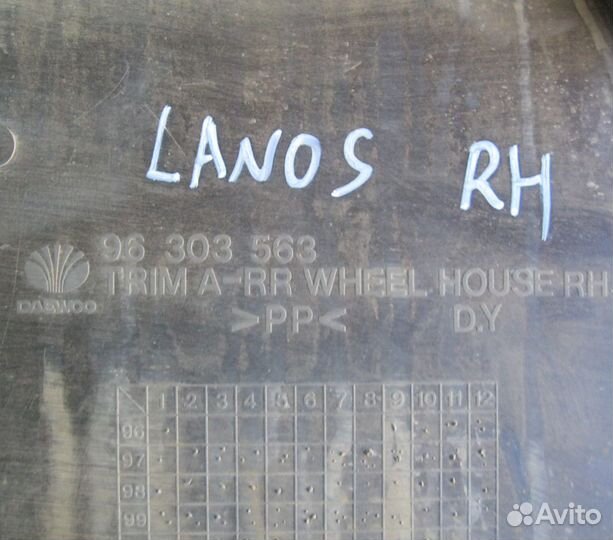 LANOS RH
96 303 563
DAEWOO TRIM A-RR WHEEL HOUSE RH
>PP< D.Y
1 2 3 4 5 6 7 8 9 10 11 12
96
97
98
99
Avito